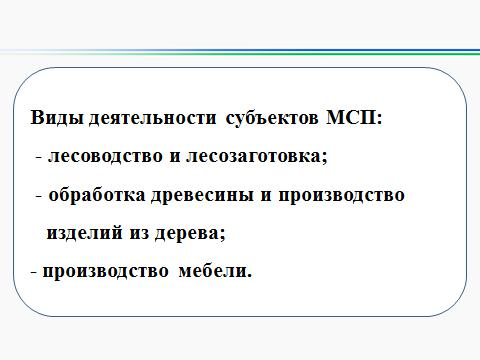 Виды деятельности субъектов МСП:
- лесоводство и лесозаготовка;
- обработка древесины и производство
изделий из дерева;
- производство мебели.